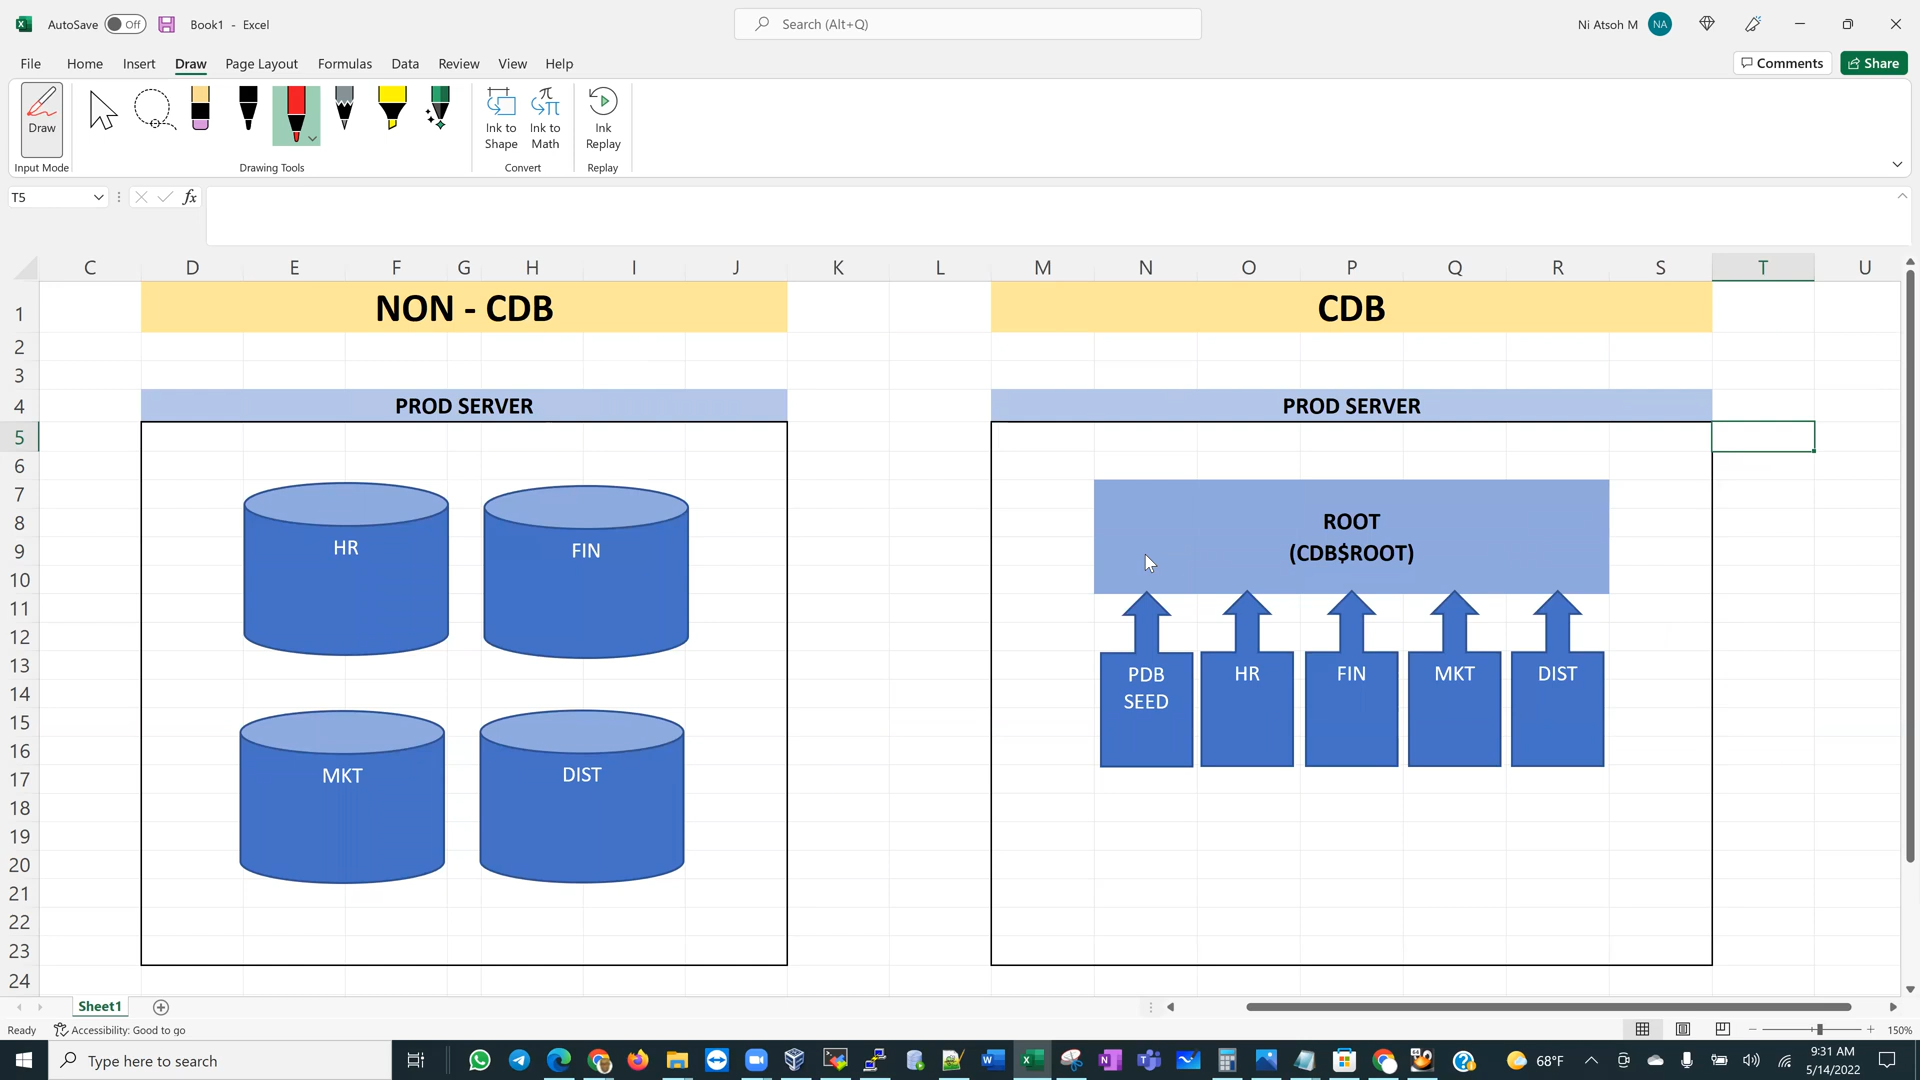 AutoSave Off Book1 - Excel
Search (Alt+Q)
Ni Atsoh M NA
File Home Insert Draw Page Layout Formulas Data Review View Help
Comments Share
Draw
Ink to Shape
Ink to Math
Ink Replay
Input Mode Drawing Tools Convert Replay
T5 fx
C D E F G H I J K L M N O P Q R S T U
1
2
3
4
5
6
7
8
9
10
11
12
13
14
15
16
17
18
19
20
21
22
23
24
NON - CDB
PROD SERVER
HR FIN
MKT DIST
CDB
PROD SERVER
ROOT
(CDB$ROOT)
PDB SEED
HR
FIN
MKT
DIST
Sheet1
Ready Accessibility: Good to go 150%
Type here to search
68°F
9:31 AM
5/14/2022